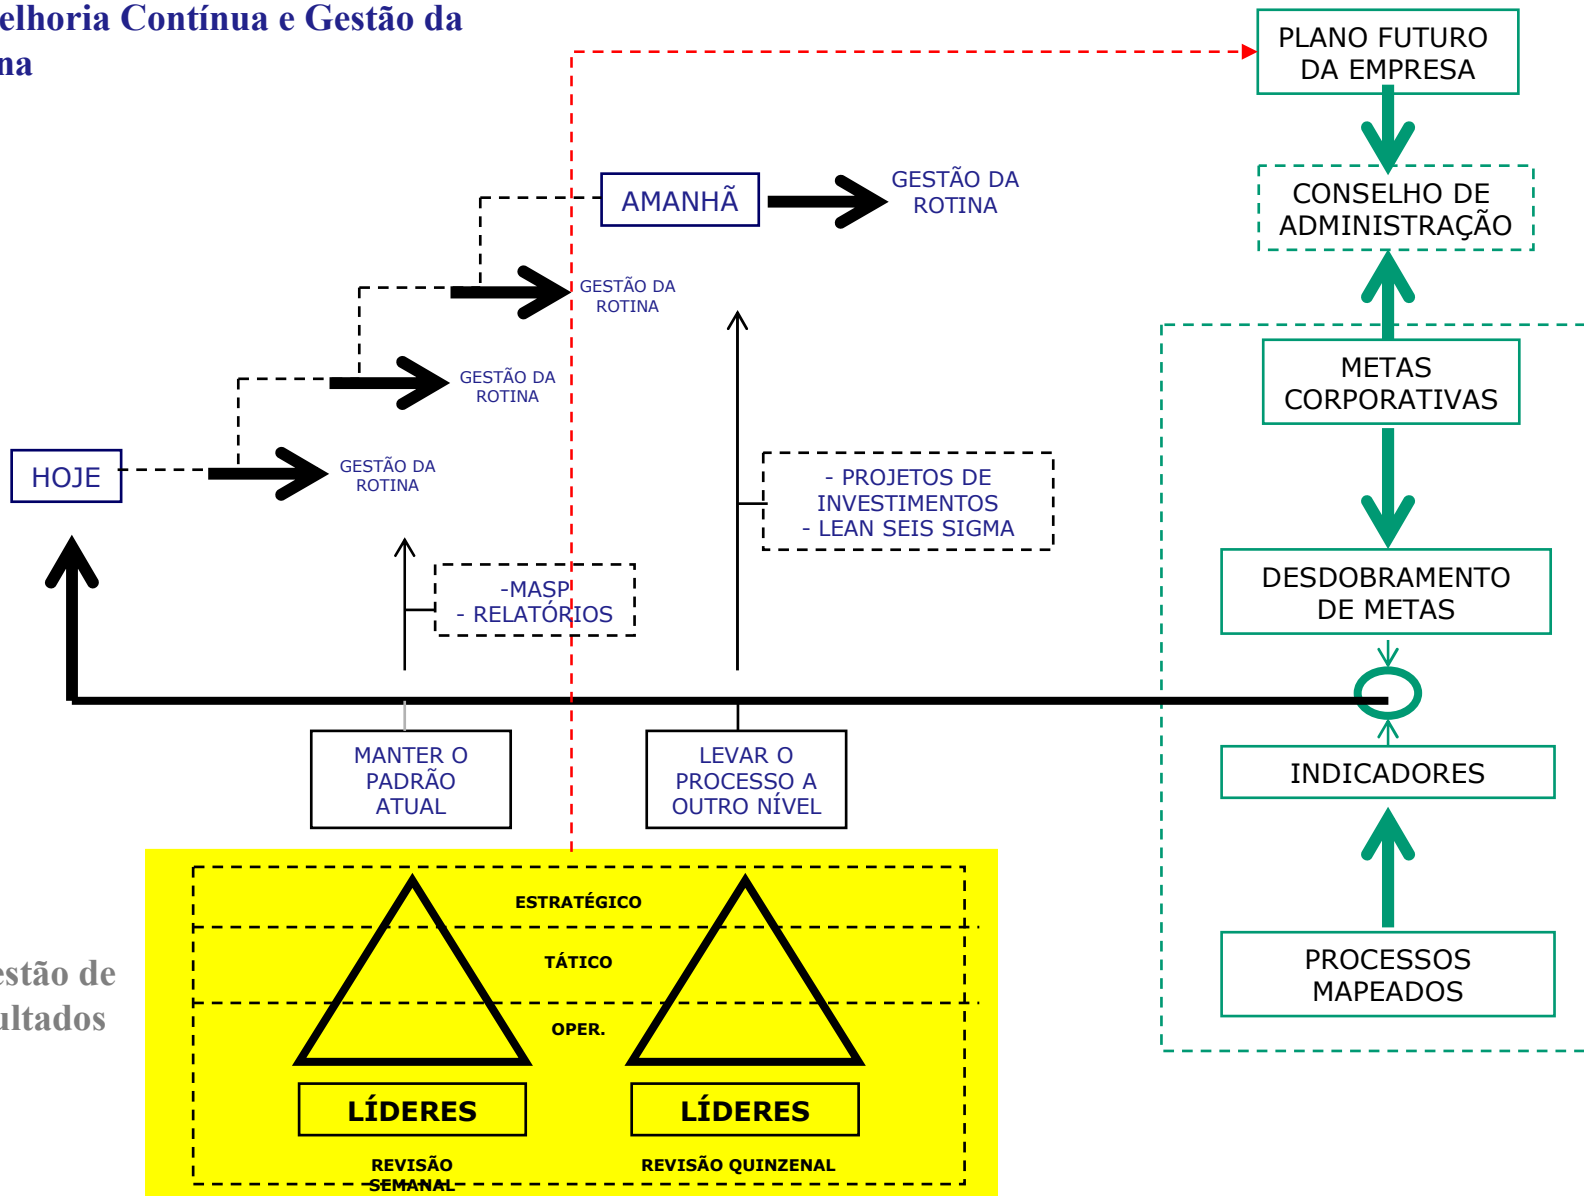 elhoria Contínua e Gestão da
na
PLANO FUTURO
DA EMPRESA
CONSELHO DE
ADMINISTRAÇÃO
AMANHÃ
GESTÃO DA
ROTINA
GESTÃO DA
ROTINA
GESTÃO DA
ROTINA
HOJE
GESTÃO DA
ROTINA
METAS
CORPORATIVAS
- PROJETOS DE
INVESTIMENTOS
- LEAN SEIS SIGMA
-MASP
- RELATÓRIOS
DESDOBRAMENTO
DE METAS
MANTER O
PADRÃO
ATUAL
LEVAR O
PROCESSO A
OUTRO NÍVEL
INDICADORES
PROCESSOS
MAPEADOS
ESTRATÉGICO
TÁTICO
OPER.
estão de
ultados
LÍDERES
LÍDERES
REVISÃO
SEMANAL
REVISÃO QUINZENAL